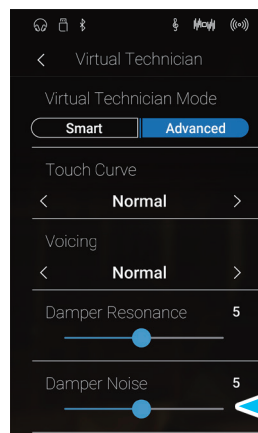 Virtual Technician
Virtual Technician Mode
Smart Advanced
Touch Curve
Normal
Voicing
Normal
Damper Resonance 5
Damper Noise 5